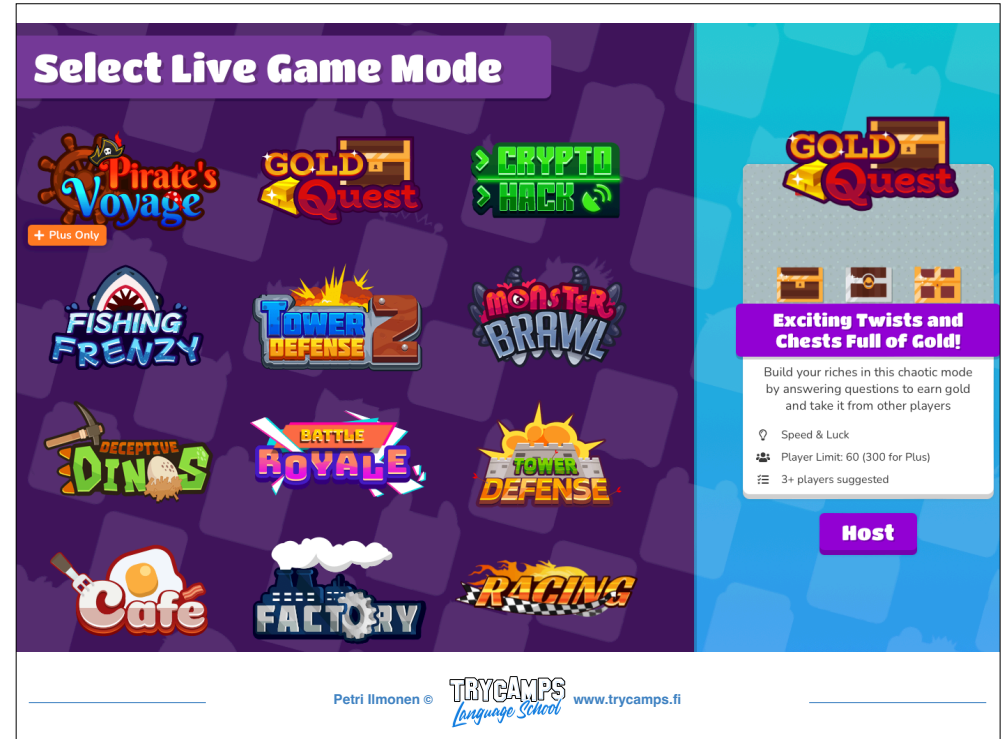 Select Live Game Mode
Pirate's
Voyage
+ Plus Only
GOLD
Quest
> CRYPTO
> HACK
FISHING
FRENZY
TOWER
DEFENSE 2
MONSTER
BRAWL
DECEPTIVE
DINOS
BATTLE
ROYALE
TOWER
DEFENSE
Cafe
FACTORY
RACING
GOLD
Quest
Exciting Twists and
Chests Full of Gold!
Build your riches in this chaotic mode
by answering questions to earn gold
and take it from other players
Speed & Luck
Player Limit: 60 (300 for Plus)
3+ players suggested
Host
Petri Ilmonen ©
TRYCAMPS
Language School
www.trycamps.fi